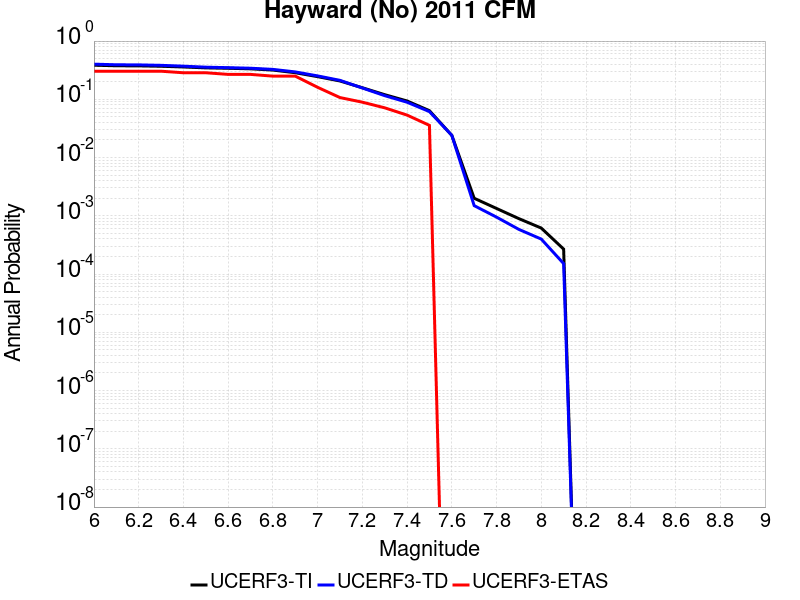 Hayward (No) 2011 CFM
10^0
10^-1
10^-2
10^-3
10^-4
10^-5
10^-6
10^-7
10^-8
Annual Probability
6 6.2 6.4 6.6 6.8 7 7.2 7.4 7.6 7.8 8 8.2 8.4 8.6 8.8 9
Magnitude
UCERF3-TI UCERF3-TD UCERF3-ETAS